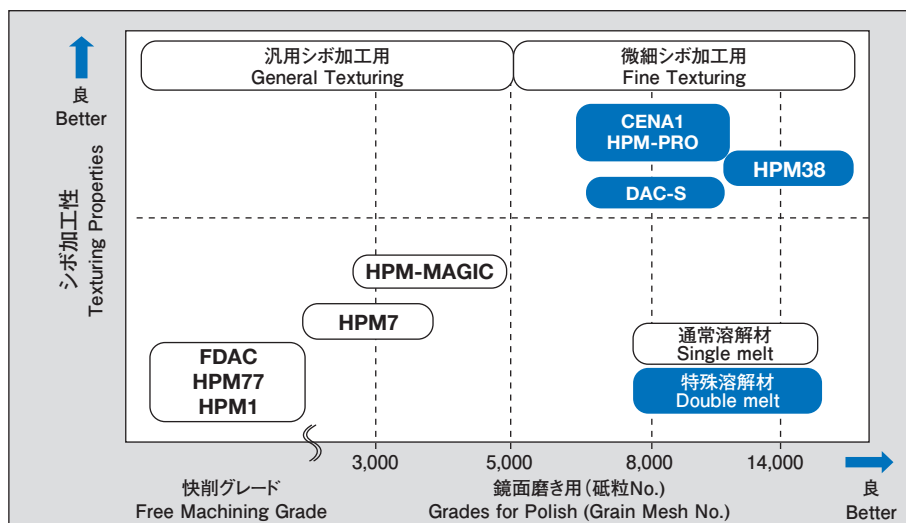 汎用シボ加工用
General Texturing
微細シボ加工用
Fine Texturing
良
Better
シボ加工性
Texturing Properties
CENA1
HPM-PRO
HPM38
DAC-S
HPM-MAGIC
HPM7
FDAC
HPM77
HPM1
通常溶解材
Single melt
特殊溶解材
Double melt
3,000
5,000
8,000
14,000
快削グレード
Free Machining Grade
鏡面磨き用（砥粒No.）
Grades for Polish (Grain Mesh No.)
良
Better